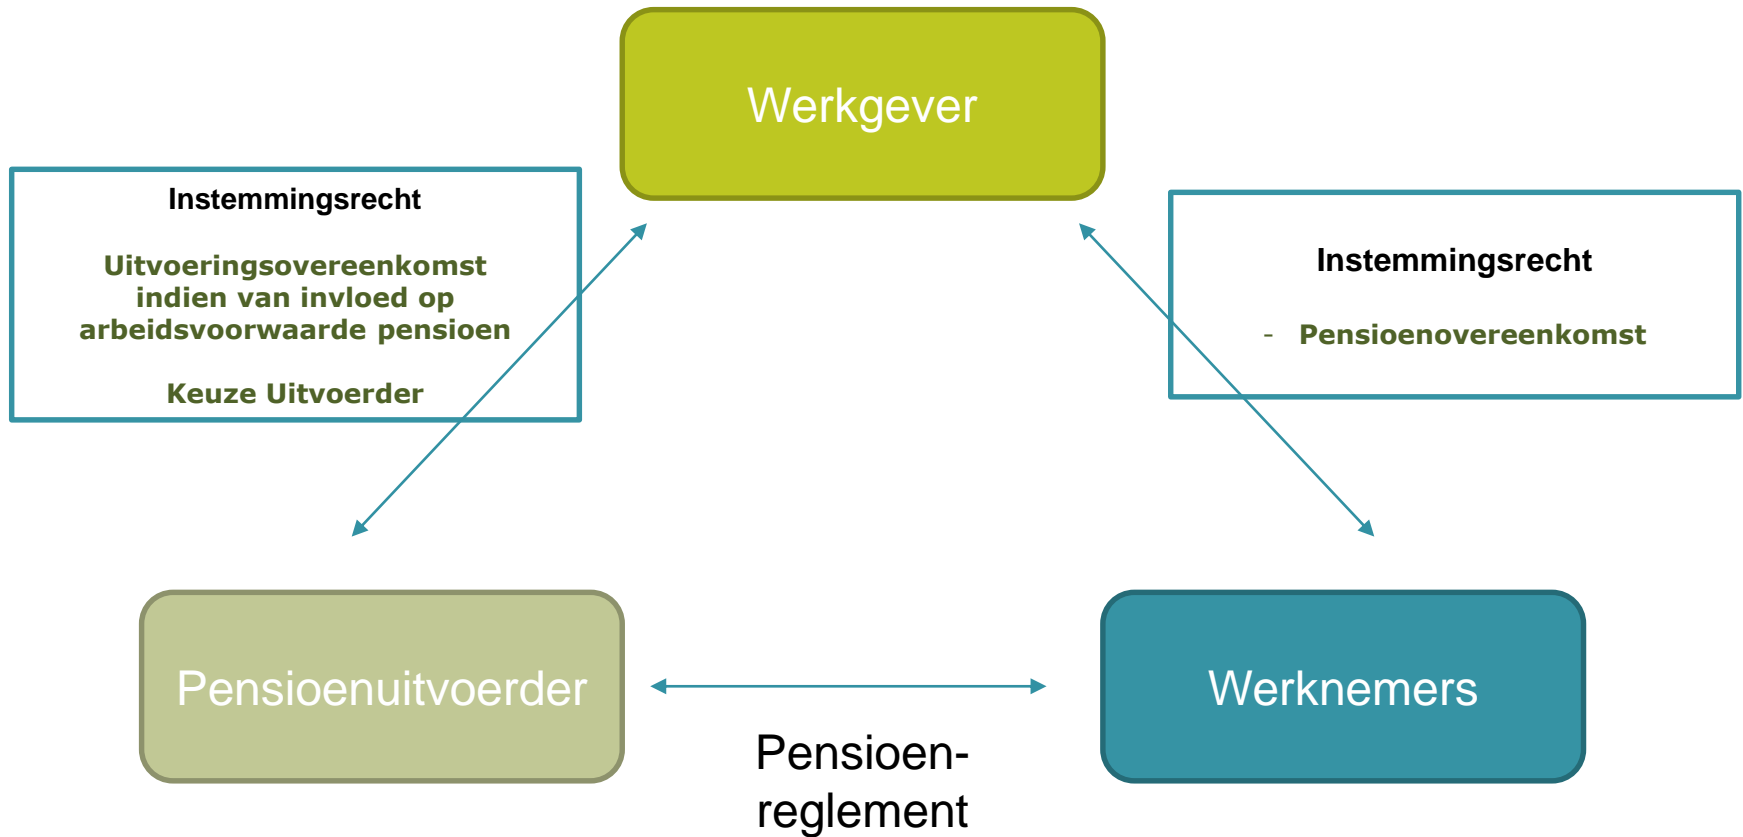 Werkgever
Instemmingsrecht
Uitvoeringsovereenkomst
indien van invloed op
arbeidsvoorwaarde pensioen
Keuze Uitvoerder
Instemmingsrecht
- Pensioenovereenkomst
Pensioenuitvoerder
Werknemers
Pensioen-
reglement